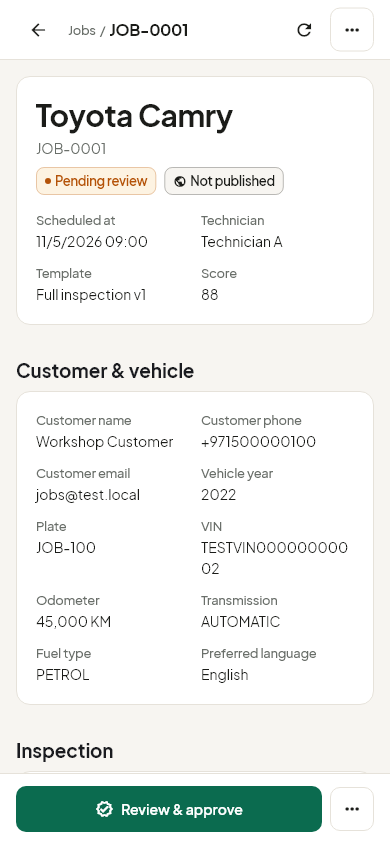 Jobs / JOB-0001
Toyota Camry
JOB-0001
Pending review Not published
Scheduled at Technician
11/5/2026 09:00 Technician A
Template Score
Full inspection v1 88
Customer & vehicle
Customer name Customer phone
Workshop Customer +971500000100
Customer email Vehicle year
jobs@test.local 2022
Plate VIN
JOB-100 TESTVIN000000000
02
Odometer Transmission
45,000 KM AUTOMATIC
Fuel type Preferred language
PETROL English
Inspection
Review & approve